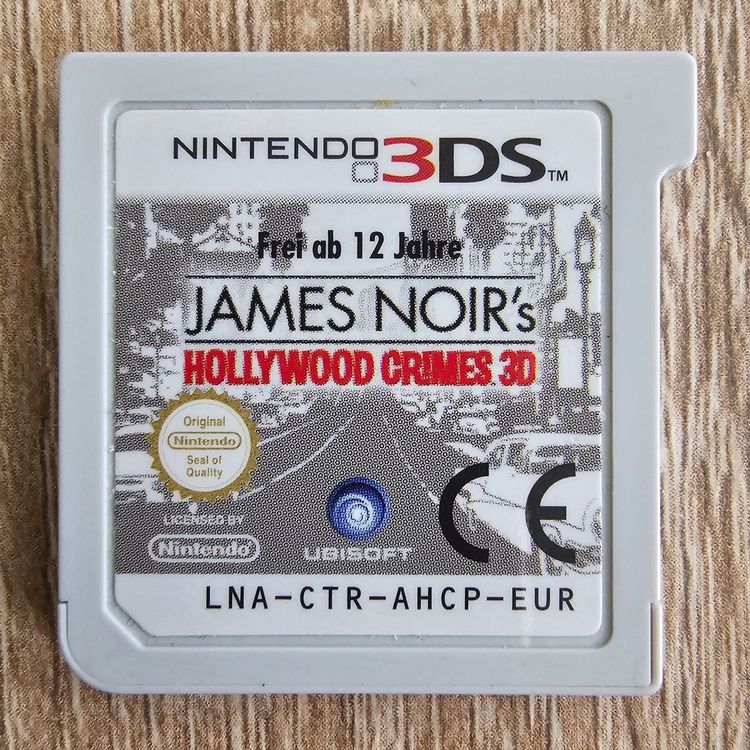 NINTENDO 3DS™
Frei ab 12 Jahre
JAMES NOIR's
HOLLYWOOD CRIMES 3D
Original
Nintendo
Seal of
Quality
LICENSED BY
Nintendo
UBISOFT
CE
LNA-CTR-AHCP-EUR